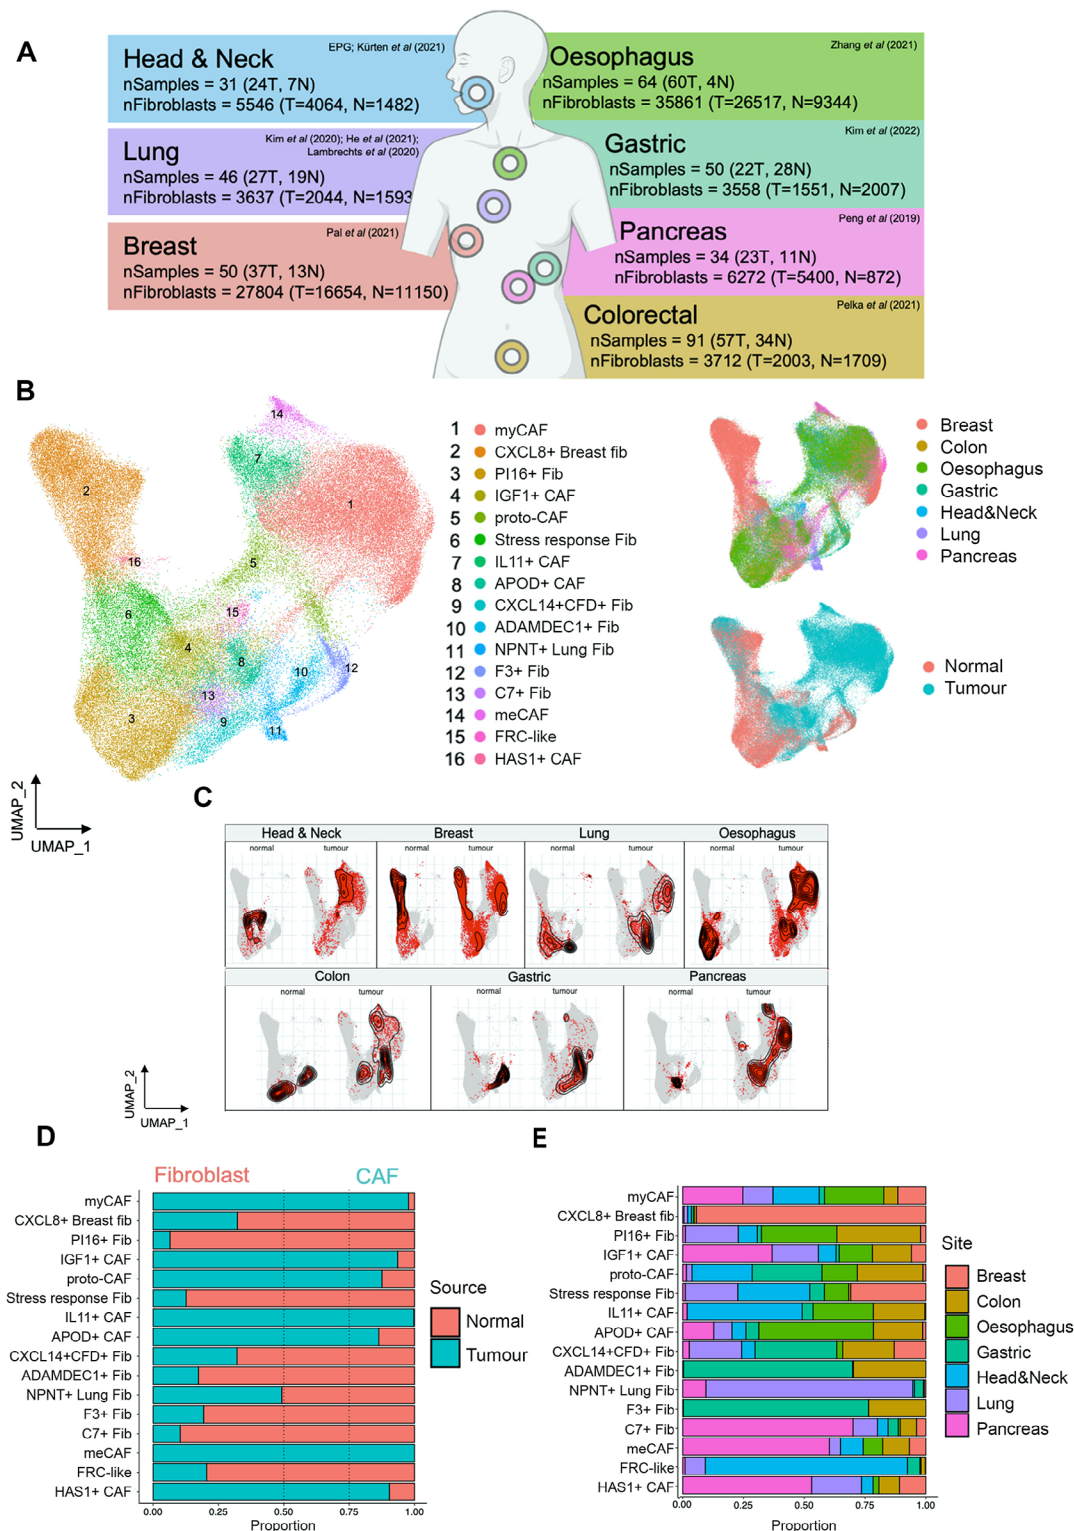 A
Head & Neck
EPG; Kürten et al (2021)
nSamples = 31 (24T, 7N)
nFibroblasts = 5546 (T=4064, N=1482)
Lung
Kim et al (2020); He et al (2021);
Lambrechts et al (2020)
nSamples = 46 (27T, 19N)
nFibroblasts = 3637 (T=2044, N=1593
Breast
Pal et al (2021)
nSamples = 50 (37T, 13N)
nFibroblasts = 27804 (T=16654, N=11150)
Oesophagus
Zhang et al (2021)
nSamples = 64 (60T, 4N)
nFibroblasts = 35861 (T=26517, N=9344)
Gastric
Kim et al (2022)
nSamples = 50 (22T, 28N)
nFibroblasts = 3558 (T=1551, N=2007)
Pancreas
Peng et al (2019)
nSamples = 34 (23T, 11N)
nFibroblasts = 6272 (T=5400, N=872)
Colorectal
Pelka et al (2021)
nSamples = 91 (57T, 34N)
nFibroblasts = 3712 (T=2003, N=1709)
B
14
7
2
1
16
5
6
15
4
8
10
12
13
3
9
11
UMAP_2
UMAP_1
1 myCAF
2 CXCL8+ Breast fib
3 PI16+ Fib
4 IGF1+ CAF
5 proto-CAF
6 Stress response Fib
7 IL11+ CAF
8 APOD+ CAF
9 CXCL14+CFD+ Fib
10 ADAMDEC1+ Fib
11 NPNT+ Lung Fib
12 F3+ Fib
13 C7+ Fib
14 meCAF
15 FRC-like
16 HAS1+ CAF
Breast
Colon
Oesophagus
Gastric
Head&Neck
Lung
Pancreas
Normal
Tumour
C
Head & Neck
normal tumour
Breast
normal tumour
Lung
normal tumour
Oesophagus
normal tumour
Colon
normal tumour
Gastric
normal tumour
Pancreas
normal tumour
UMAP_2
UMAP_1
D
Fibroblast CAF
myCAF
CXCL8+ Breast fib
PI16+ Fib
IGF1+ CAF
proto-CAF
Stress response Fib
IL11+ CAF
APOD+ CAF
CXCL14+CFD+ Fib
ADAMDEC1+ Fib
NPNT+ Lung Fib
F3+ Fib
C7+ Fib
meCAF
FRC-like
HAS1+ CAF
0.00 0.25 0.50 0.75 1.00
Proportion
Source
Normal
Tumour
E
myCAF
CXCL8+ Breast fib
PI16+ Fib
IGF1+ CAF
proto-CAF
Stress response Fib
IL11+ CAF
APOD+ CAF
CXCL14+CFD+ Fib
ADAMDEC1+ Fib
NPNT+ Lung Fib
F3+ Fib
C7+ Fib
meCAF
FRC-like
HAS1+ CAF
0.00 0.25 0.50 0.75 1.00
Proportion
Site
Breast
Colon
Oesophagus
Gastric
Head&Neck
Lung
Pancreas